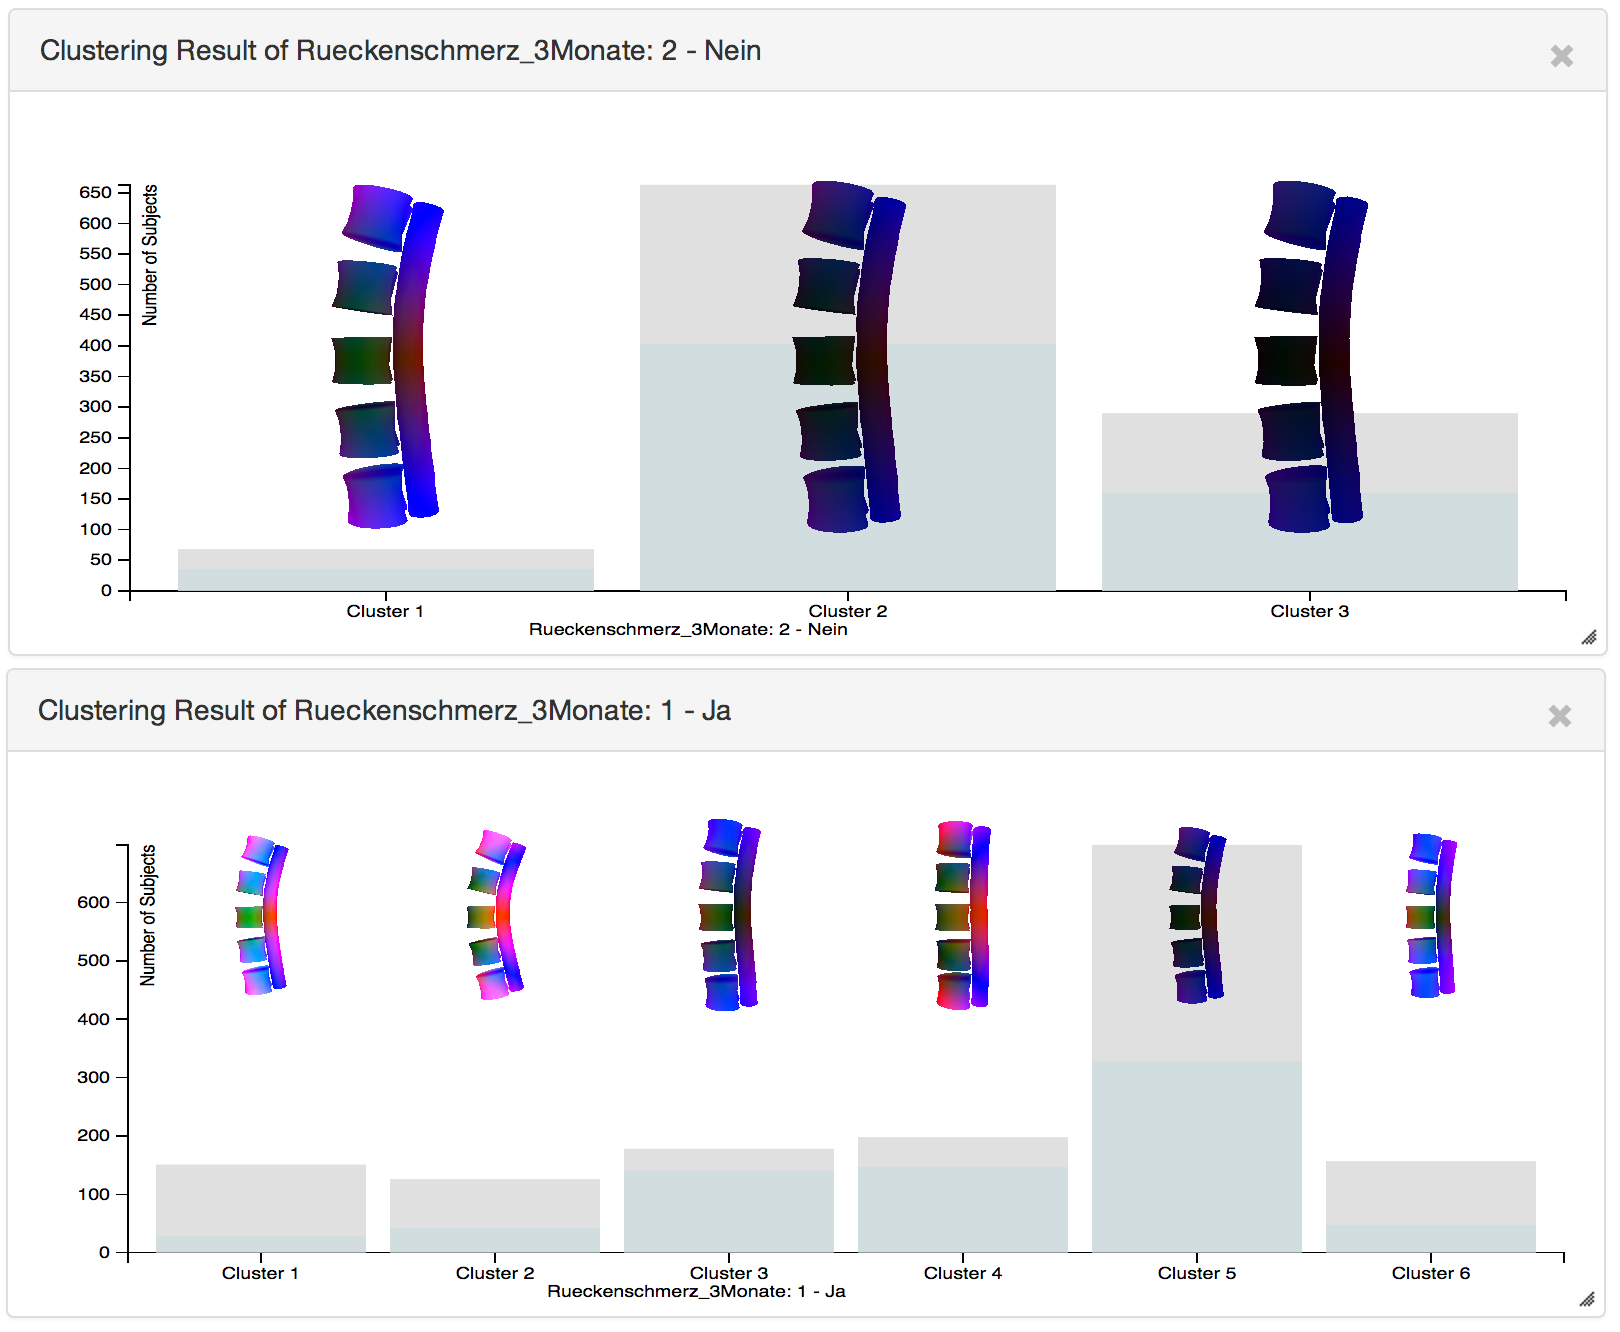 Clustering Result of Rueckenschmerz_3Monate: 2 - Nein
Number of Subjects
650
600
550
500
450
400
350
300
250
200
150
100
50
0
Cluster 1
Cluster 2
Cluster 3
Rueckenschmerz_3Monate: 2 - Nein
Clustering Result of Rueckenschmerz_3Monate: 1 - Ja
Number of Subjects
600
500
400
300
200
100
0
Cluster 1
Cluster 2
Cluster 3
Cluster 4
Cluster 5
Cluster 6
Rueckenschmerz_3Monate: 1 - Ja